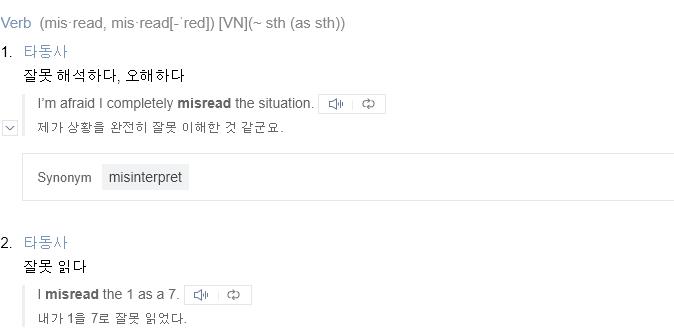 Verb (mis·read, mis·read[-ˈred]) [VN](~ sth (as sth))
1. 타동사
잘못 해석하다, 오해하다
I'm afraid I completely misread the situation.
제가 상황을 완전히 잘못 이해한 것 같군요.
Synonym misinterpret
2. 타동사
잘못 읽다
I misread the 1 as a 7.
내가 1을 7로 잘못 읽었다.